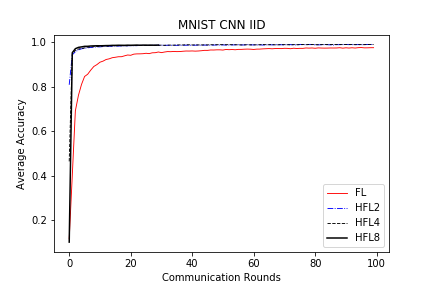 MNIST CNN IID
Average Accuracy
1.0
0.8
0.6
0.4
0.2
0
20
40
60
80
100
Communication Rounds
FL
HFL2
HFL4
HFL8